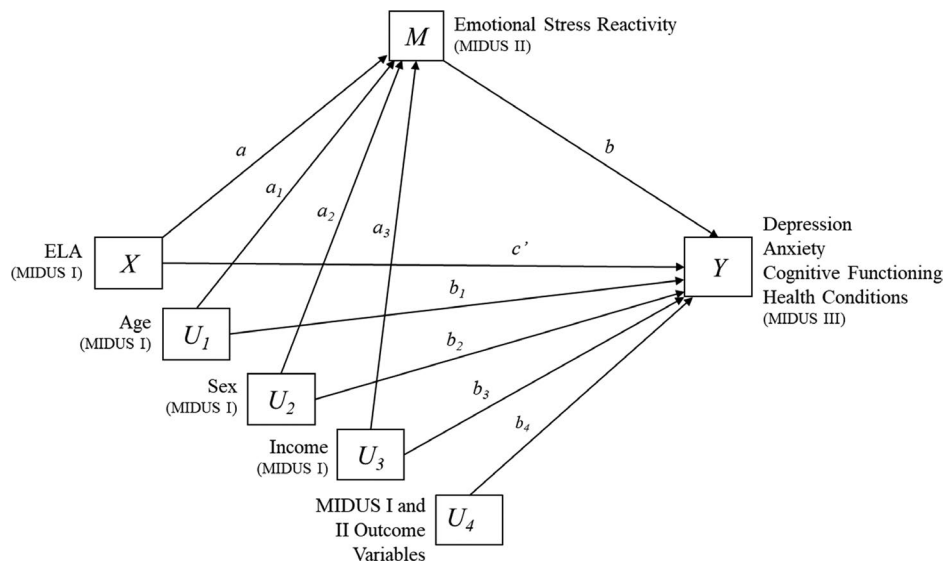 M
Emotional Stress Reactivity
(MIDUS II)
a
b
a1
a2
a3
ELA
(MIDUS I)
X
c'
Y
Depression
Anxiety
Cognitive Functioning
Health Conditions
(MIDUS III)
Age
(MIDUS I)
U1
b1
Sex
(MIDUS I)
U2
b2
Income
(MIDUS I)
U3
b3
b4
MIDUS I and
II Outcome
Variables
U4